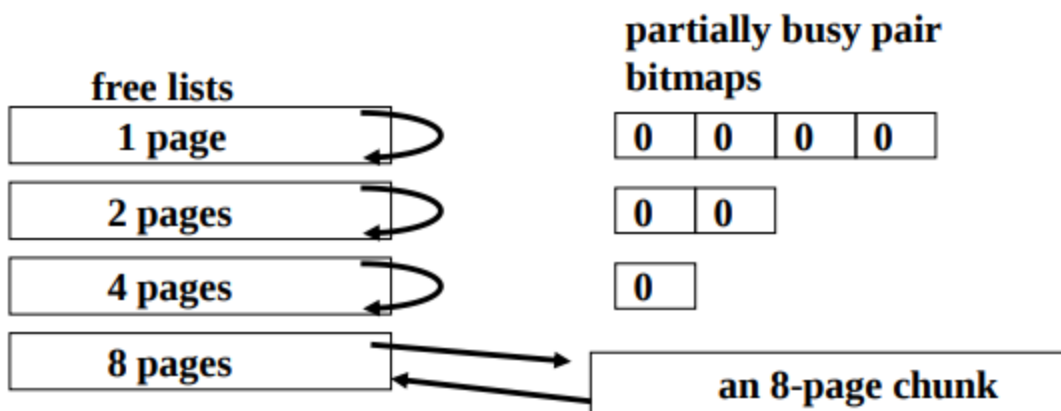 partially busy pair
bitmaps
free lists
1 page
0 0 0 0
2 pages
0 0
4 pages
0
8 pages
an 8-page chunk